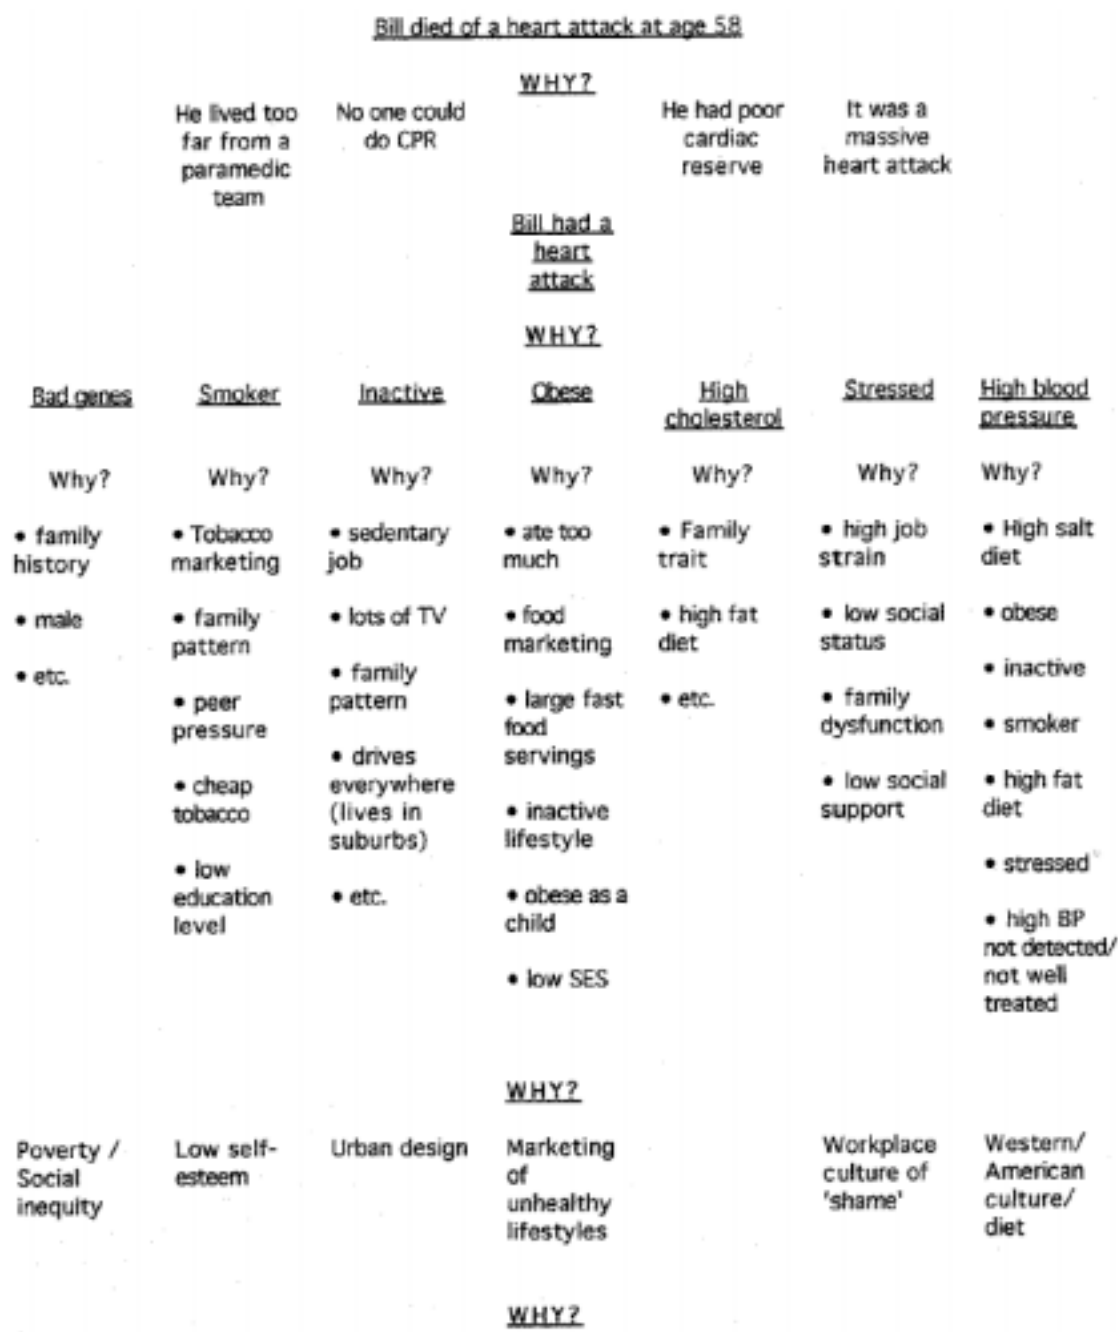 Bill died of a heart attack at age 58
WHY?
He lived too
far from a
paramedic
team
No one could
do CPR
He had poor
cardiac
reserve
It was a
massive
heart attack
Bill had a
heart
attack
WHY?
Bad genes
Why?
• family
history
• male
• etc.
Smoker
Why?
• Tobacco
marketing
• family
pattern
• peer
pressure
• cheap
tobacco
• low
education
level
Inactive
Why?
• sedentary
job
• lots of TV
• family
pattern
• drives
everywhere
(lives in
suburbs)
• etc.
Obese
Why?
• ate too
much
• food
marketing
• large fast
food
servings
• inactive
lifestyle
• obese as a
child
• low SES
High
cholesterol
Why?
• Family
trait
• high fat
diet
• etc.
Stressed
Why?
• high job
strain
• low social
status
• family
dysfunction
• low social
support
High blood
pressure
Why?
• High salt
diet
• obese
• inactive
• smoker
• high fat
diet
• stressed
• high BP
not detected/
not well
treated
WHY?
Poverty /
Social
inequity
Low self-
esteem
Urban design
Marketing
of
unhealthy
lifestyles
Workplace
culture of
'shame'
Western/
American
culture/
diet
WHY?